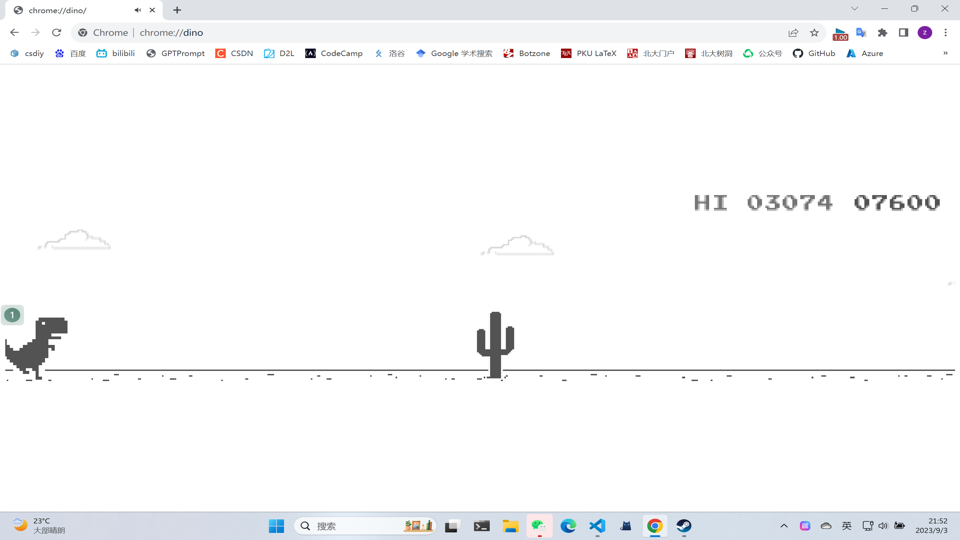 chrome://dino/
Chrome | chrome://dino
1.00
z
csdiy 百度 bilibili GPTPrompt CSDN D2L CodeCamp 洛谷 Google 学术搜索 Botzone PKU LaTeX 北大门户 北大树洞 公众号 GitHub Azure »
HI 03074 07600
1
23°C
大部晴朗
搜索
英
21:52
2023/9/3